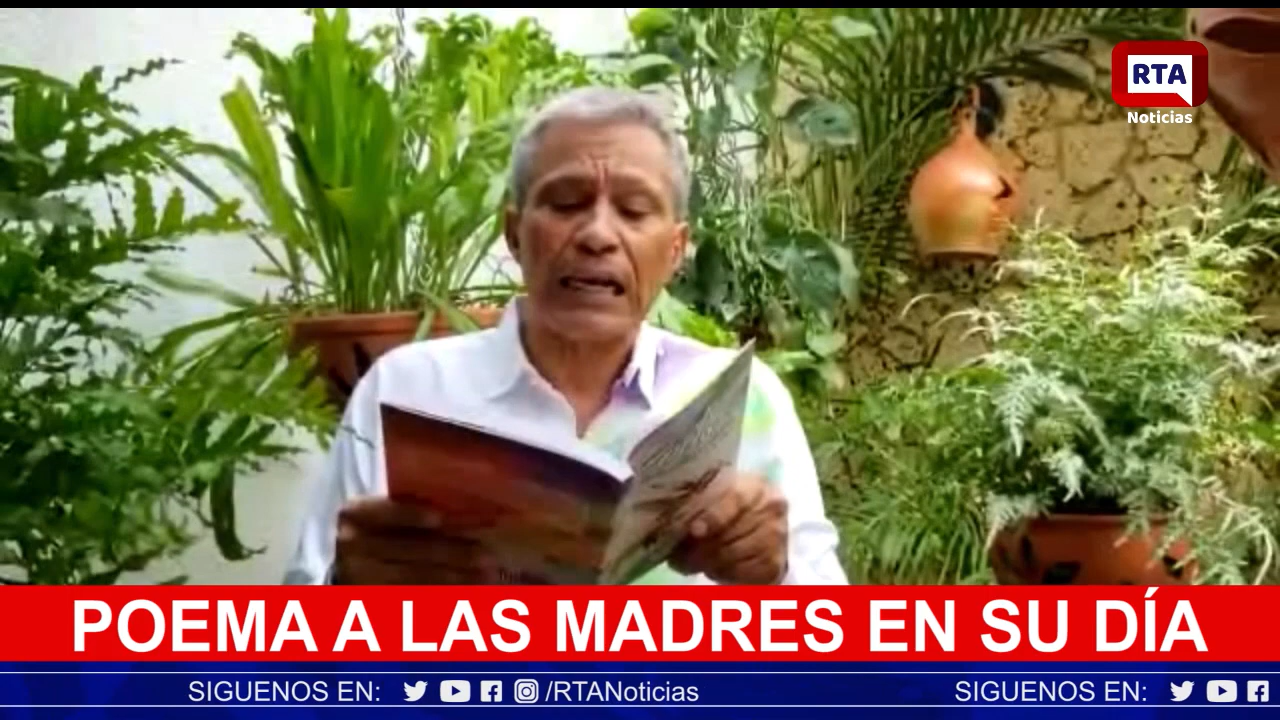 RTA
Noticias
POEMA A LAS MADRES EN SU DÍA
SIGUENOS EN: /RTANoticias SIGUENOS EN: